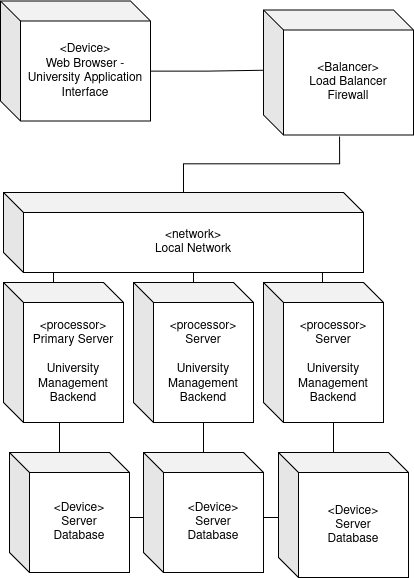 <Device>
Web Browser -
University Application
Interface
<Balancer>
Load Balancer
Firewall
<network>
Local Network
<processor>
Primary Server
University
Management
Backend
<processor>
Server
University
Management
Backend
<processor>
Server
University
Management
Backend
<Device>
Server
Database
<Device>
Server
Database
<Device>
Server
Database